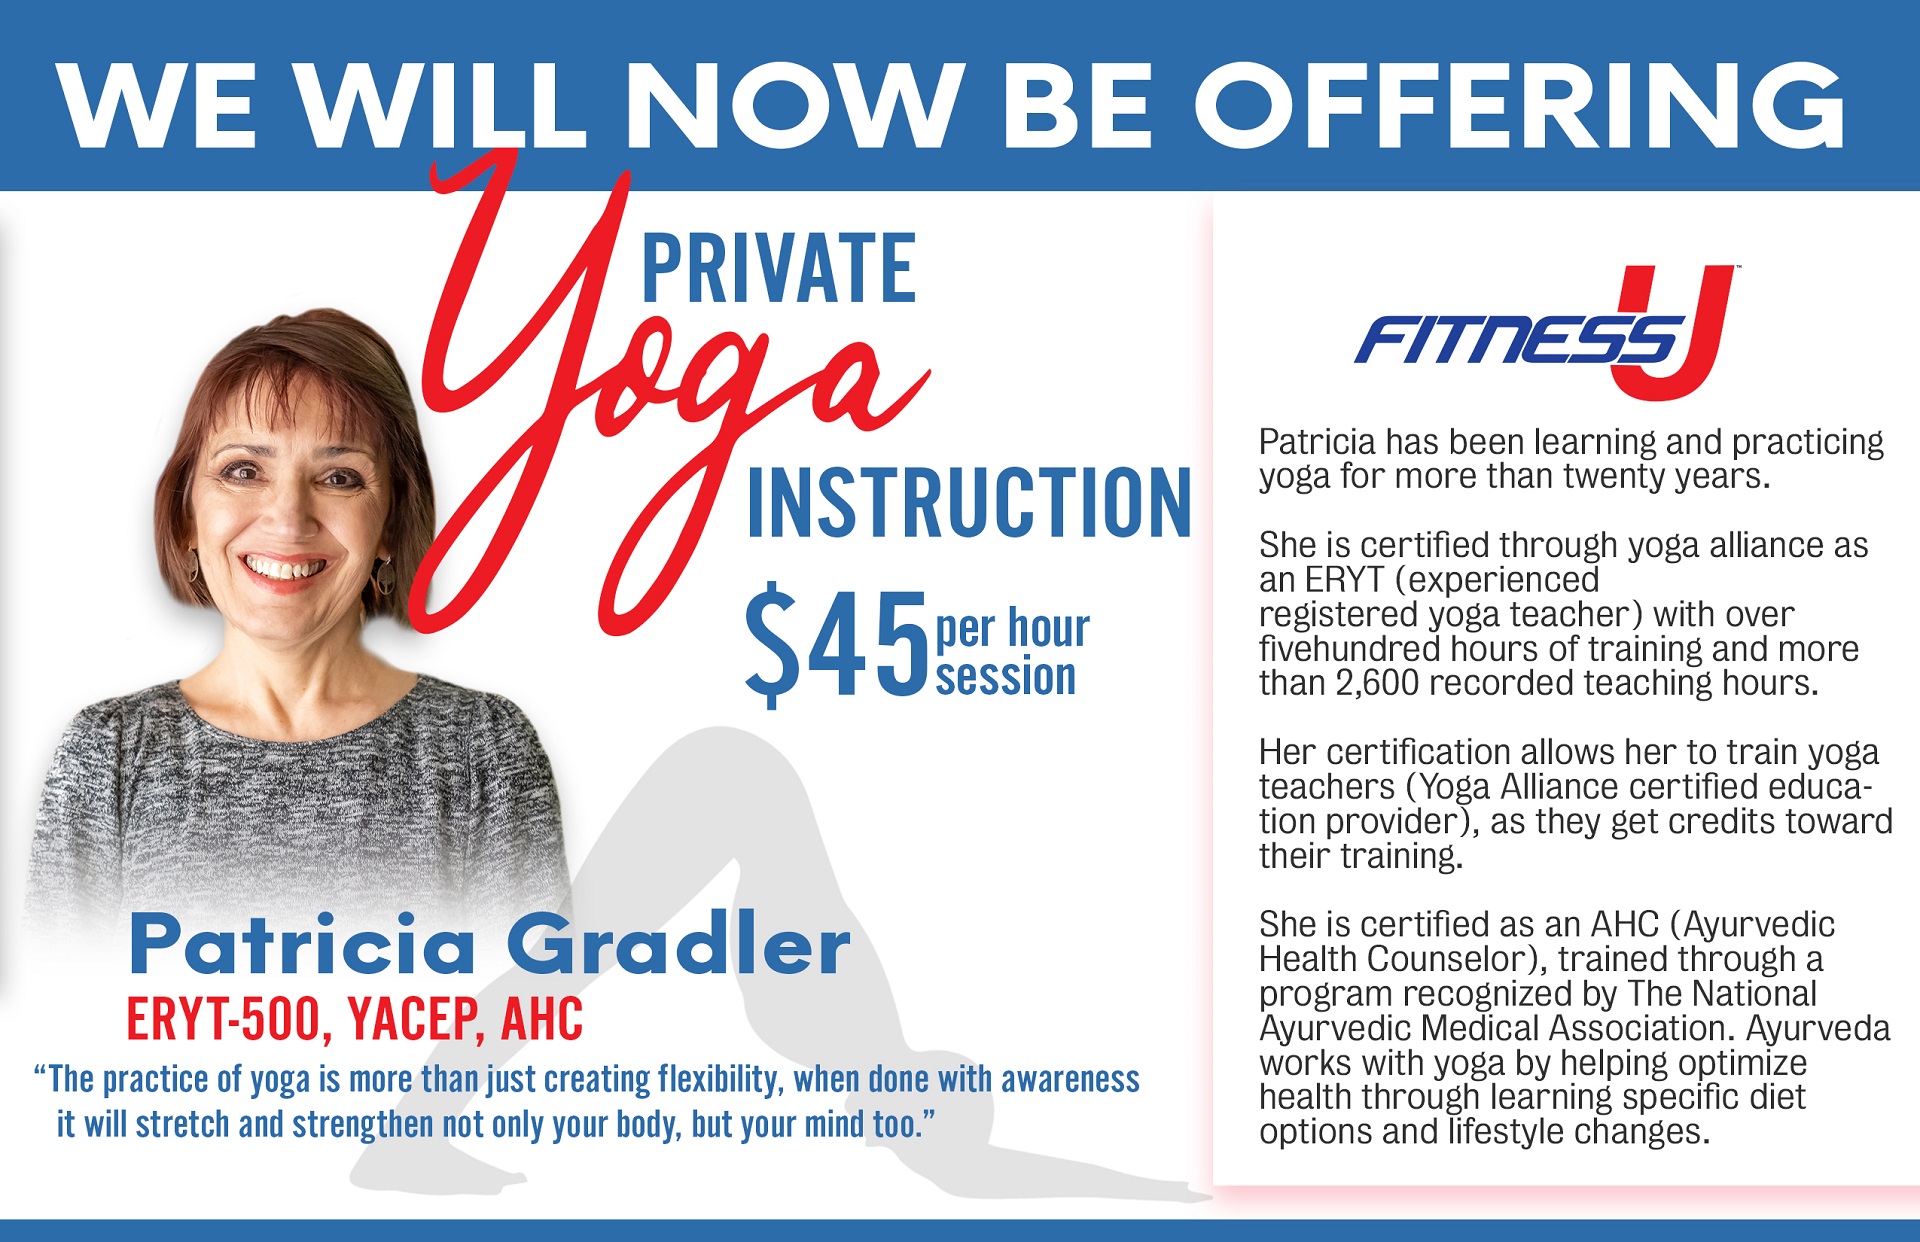 WE WILL NOW BE OFFERING
PRIVATE
Yoga
INSTRUCTION
$45 per hour
session
Patricia Gradler
ERYT-500, YACEP, AHC
“The practice of yoga is more than just creating flexibility, when done with awareness
it will stretch and strengthen not only your body, but your mind too.”
FITNESS U™
Patricia has been learning and practicing
yoga for more than twenty years.
She is certified through yoga alliance as
an ERYT (experienced
registered yoga teacher) with over
fivehundred hours of training and more
than 2,600 recorded teaching hours.
Her certification allows her to train yoga
teachers (Yoga Alliance certified educa-
tion provider), as they get credits toward
their training.
She is certified as an AHC (Ayurvedic
Health Counselor), trained through a
program recognized by The National
Ayurvedic Medical Association. Ayurveda
works with yoga by helping optimize
health through learning specific diet
options and lifestyle changes.